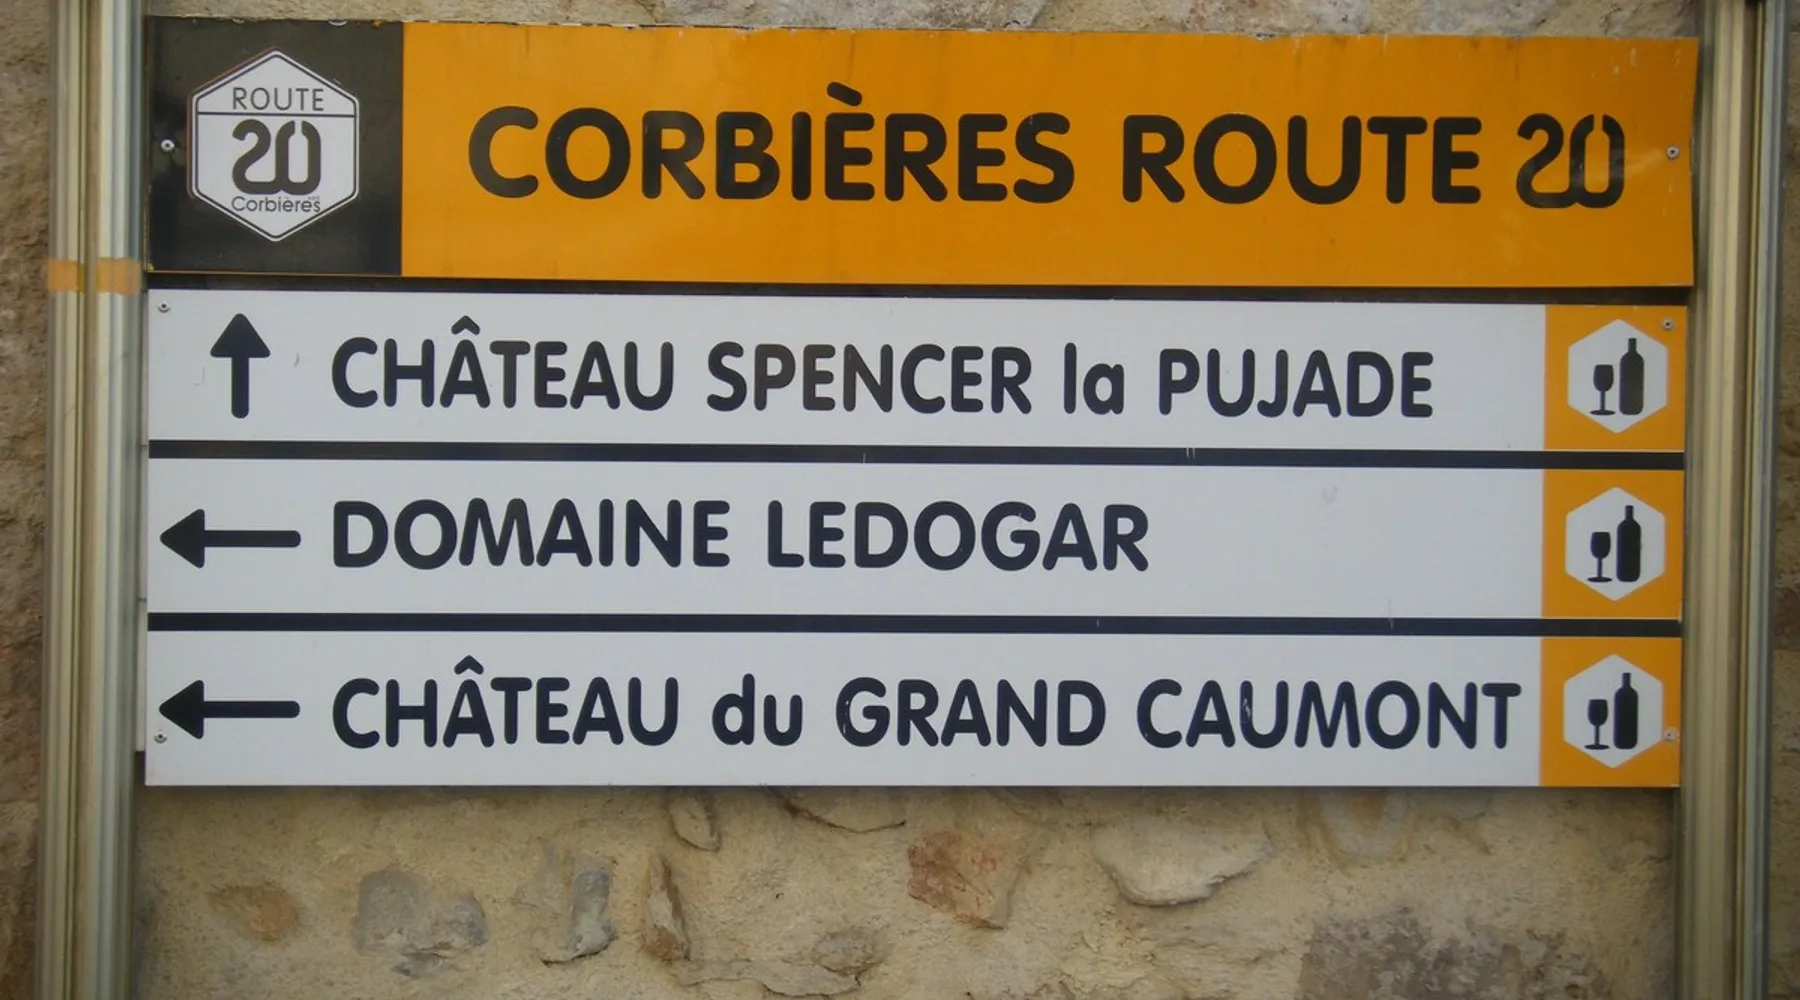 ROUTE
20
Corbières
CORBIÈRES ROUTE 20
CHÂTEAU SPENCER la PUJADE
DOMAINE LEDOGAR
CHÂTEAU du GRAND CAUMONT